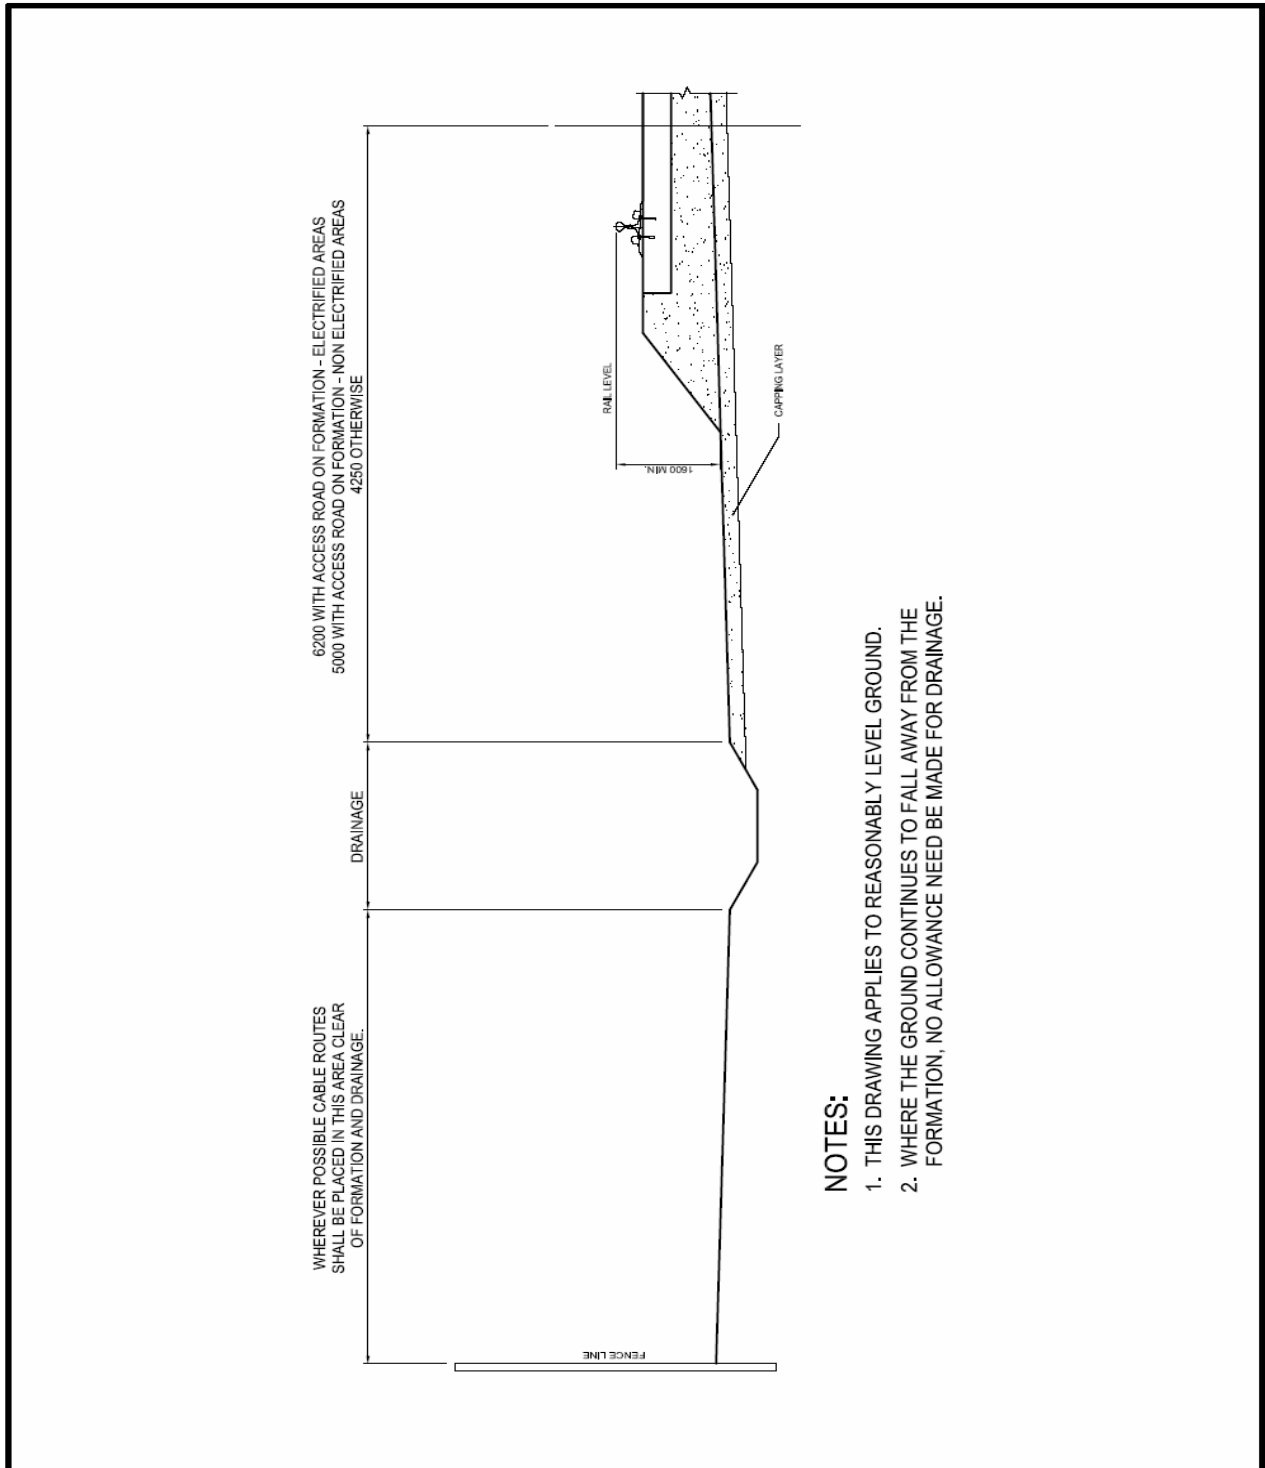 WHEREVER POSSIBLE CABLE ROUTES
SHALL BE PLACED IN THIS AREA CLEAR
OF FORMATION AND DRAINAGE.
DRAINAGE
6200 WITH ACCESS ROAD ON FORMATION - ELECTRIFIED AREAS
5000 WITH ACCESS ROAD ON FORMATION - NON ELECTRIFIED AREAS
4250 OTHERWISE
FENCE LINE
RAIL LEVEL
1600 MIN.
CAPPING LAYER
NOTES:
1. THIS DRAWING APPLIES TO REASONABLY LEVEL GROUND.
2. WHERE THE GROUND CONTINUES TO FALL AWAY FROM THE
FORMATION, NO ALLOWANCE NEED BE MADE FOR DRAINAGE.